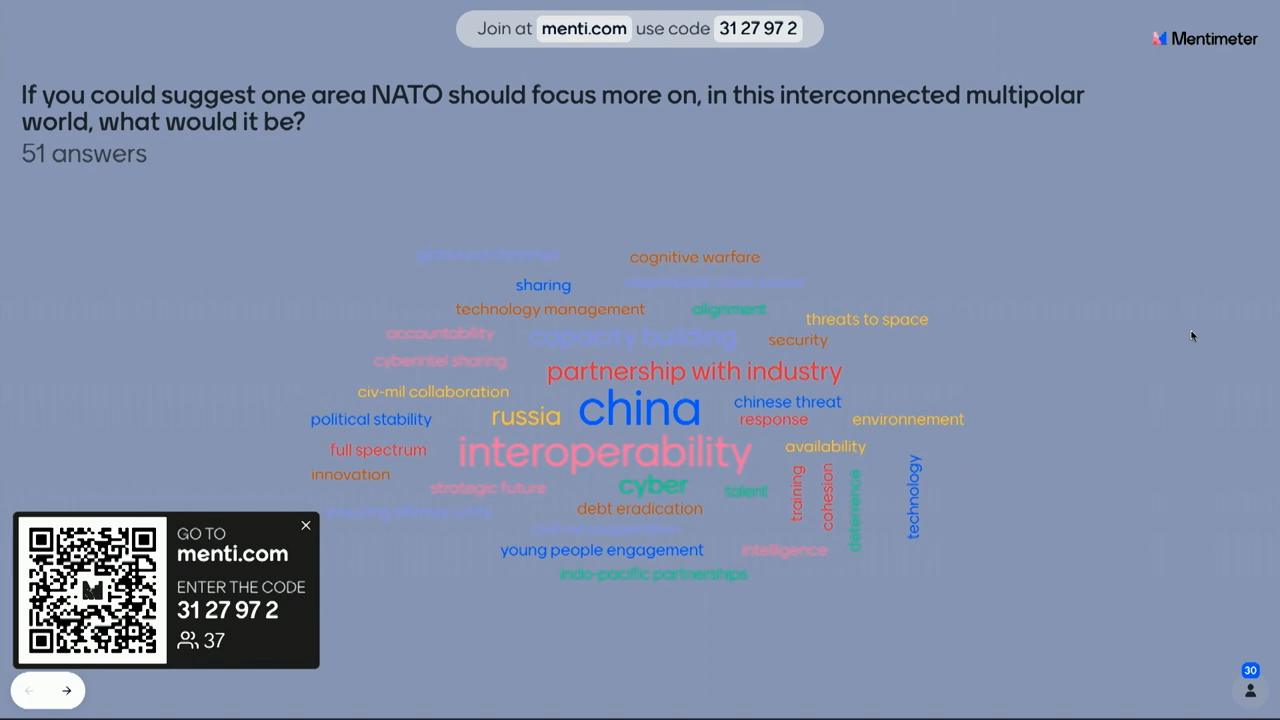 Join at menti.com use code 31 27 97 2
Mentimeter
If you could suggest one area NATO should focus more on, in this interconnected multipolar
world, what would it be?
51 answers
cognitive warfare
sharing
technology management
alignment
threats to space
accountability
capacity building
security
cyberintel sharing
partnership with industry
civ-mil collaboration
china
chinese threat
political stability
russia
response
environnement
full spectrum
interoperability
availability
innovation
strategic future
cyber
talent
training
cohesion
deterrence
technology
debt eradication
young people engagement
intelligence
indo-pacific partnerships
GO TO
menti.com
ENTER THE CODE
31 27 97 2
37
30